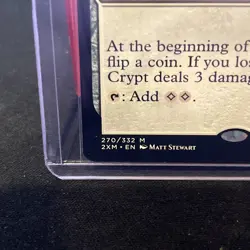 At the beginning of
flip a coin. If you los
Crypt deals 3 damag
: Add
270/332 M
2XM • EN Matt Stewart